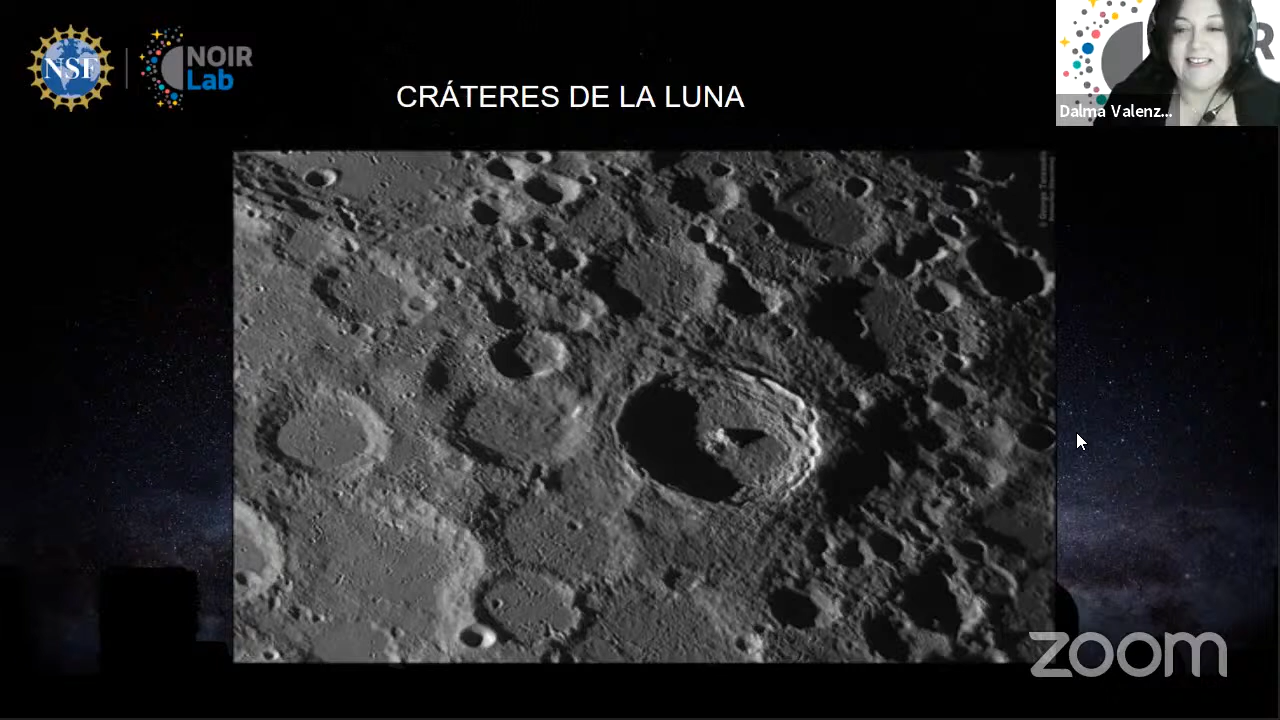 NSF
NOIR
Lab
CRÁTERES DE LA LUNA
R
Dalma Valenz...
zoom